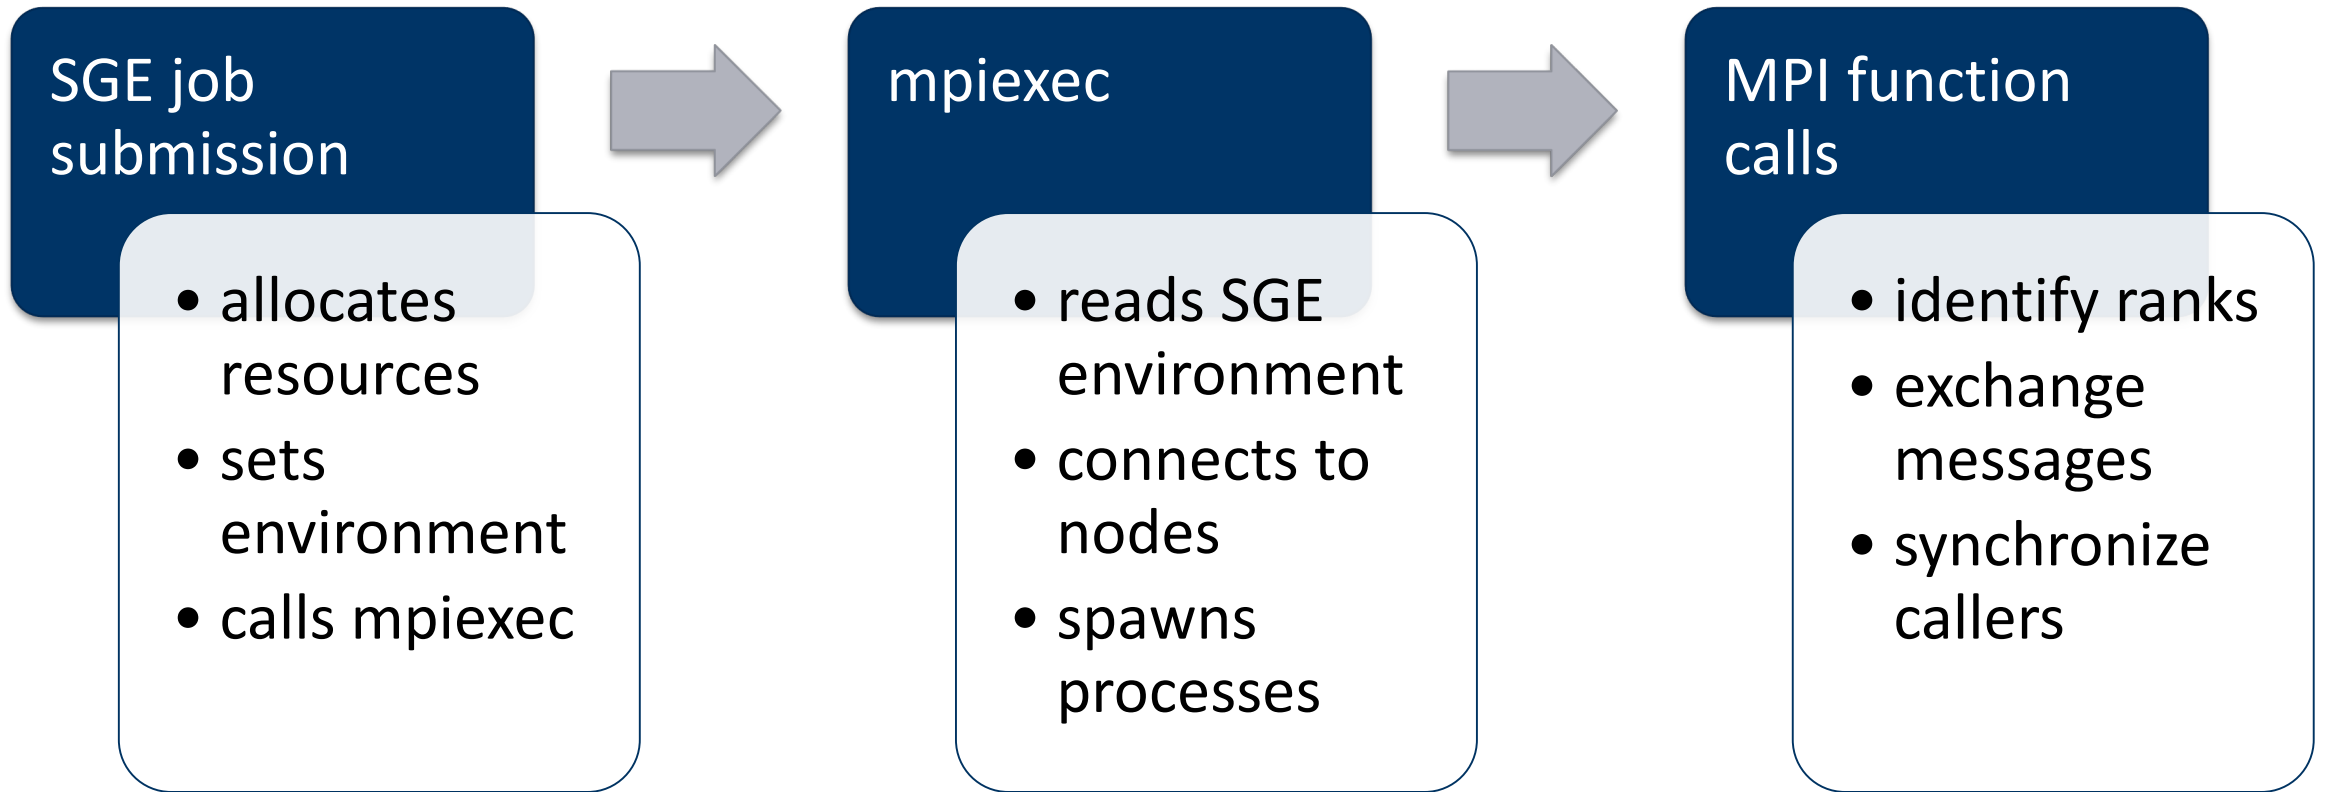 SGE job
submission
• allocates
resources
• sets
environment
• calls mpiexec
mpiexec
• reads SGE
environment
• connects to
nodes
• spawns
processes
MPI function
calls
• identify ranks
• exchange
messages
• synchronize
callers